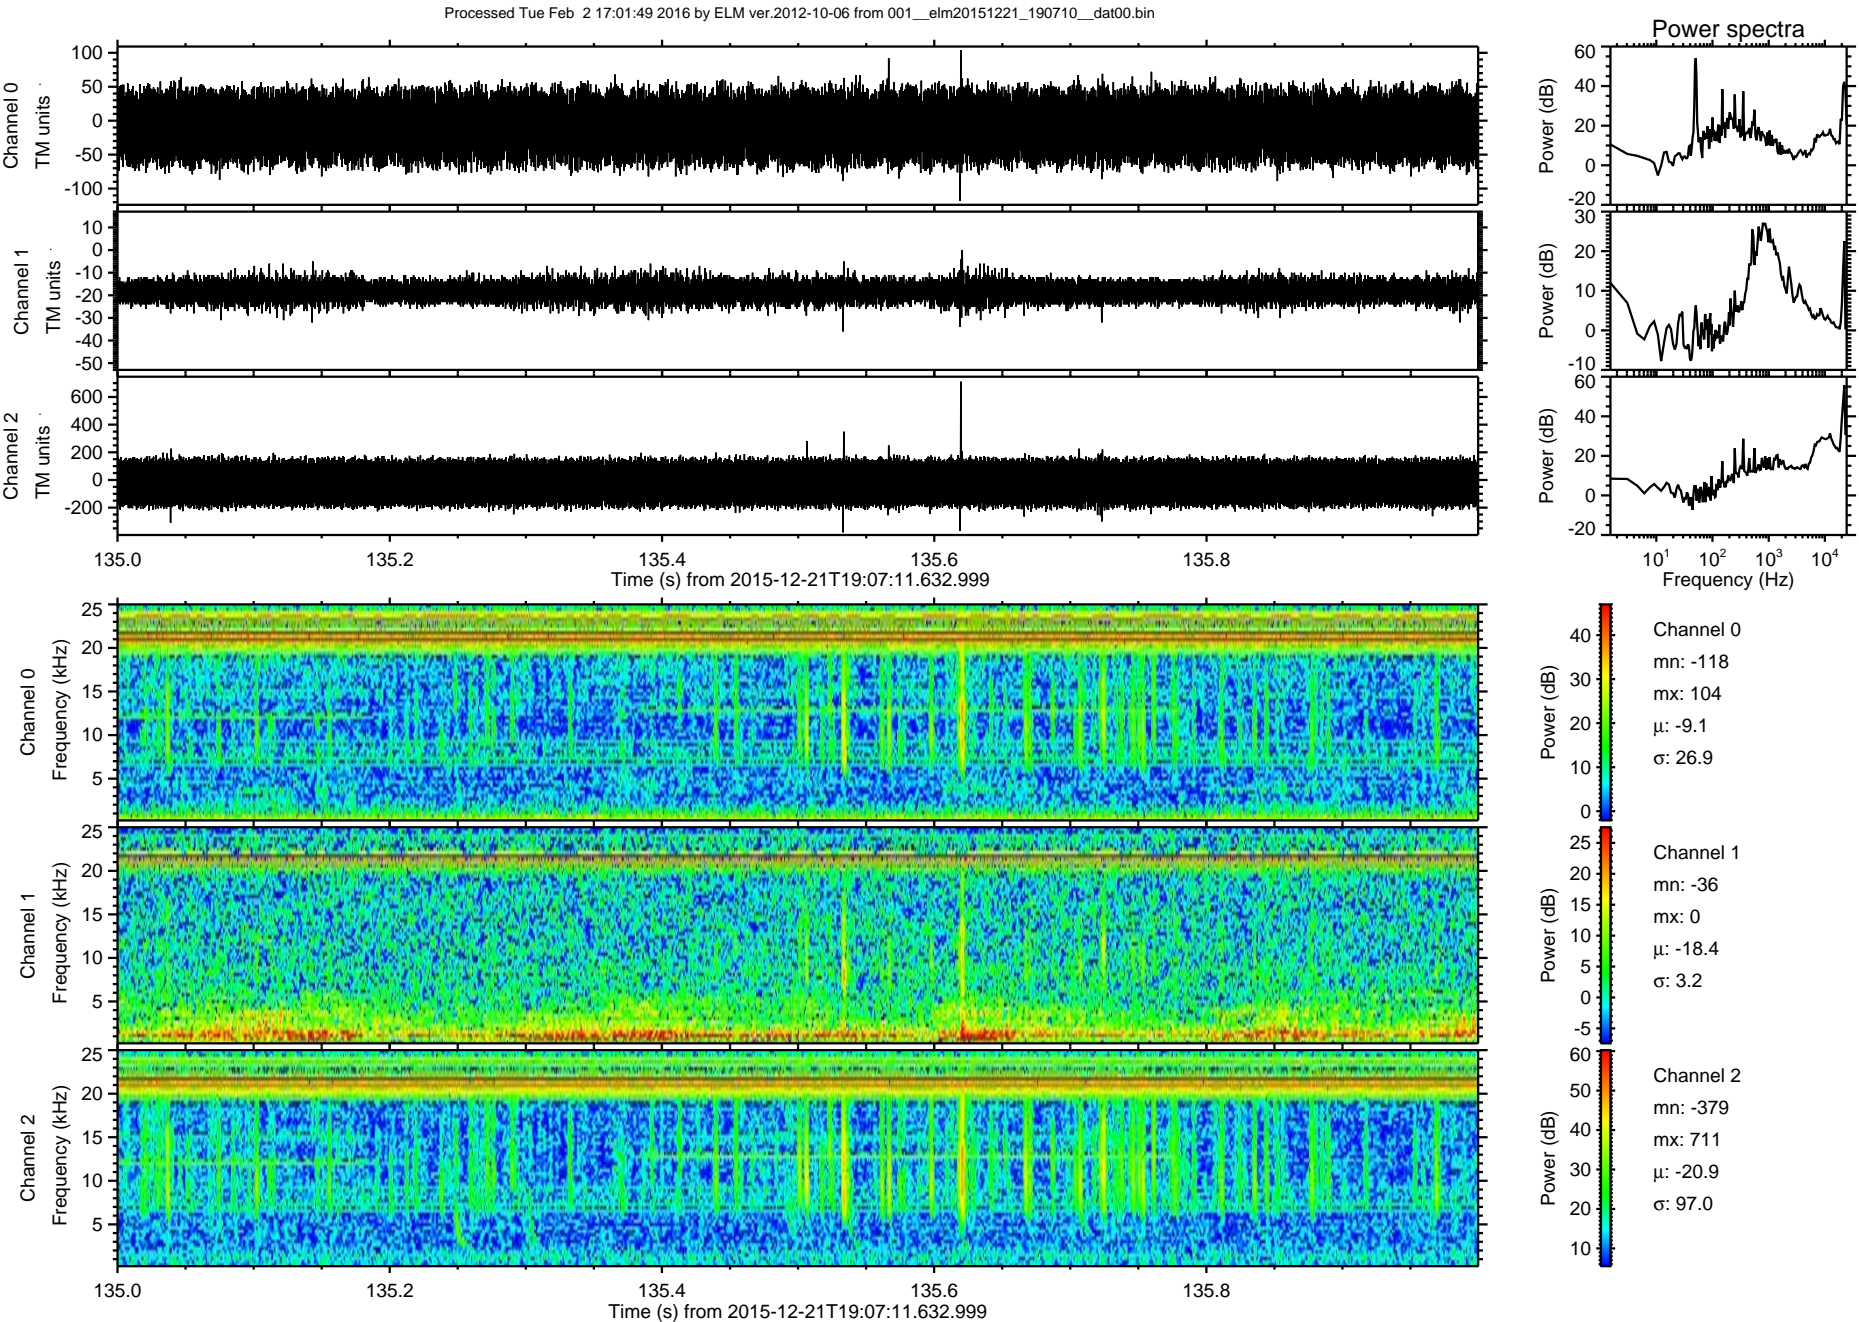 Processed Tue Feb  2 17:01:49 2016 by ELM ver.2012-10-06 from 001__elm20151221_190710__dat00.bin
Power spectra
Channel 0
TM units
100
50
0
-50
-100
Power (dB)
60
40
20
0
-20
Channel 1
TM units
10
0
-10
-20
-30
-40
-50
Power (dB)
30
20
10
0
-10
Channel 2
TM units
600
400
200
0
-200
Power (dB)
60
40
20
0
-20
135.0 135.2 135.4 135.6 135.8
Time (s) from 2015-12-21T19:07:11.632.999
10^1 10^2 10^3 10^4
Frequency (Hz)
Channel 0
Frequency (kHz)
25
20
15
10
5
Power (dB)
40
30
20
10
0
Channel 0
mn: -118
mx: 104
μ: -9.1
σ: 26.9
Channel 1
Frequency (kHz)
25
20
15
10
5
Power (dB)
25
20
15
10
5
0
-5
Channel 1
mn: -36
mx: 0
μ: -18.4
σ: 3.2
Channel 2
Frequency (kHz)
25
20
15
10
5
Power (dB)
60
50
40
30
20
10
Channel 2
mn: -379
mx: 711
μ: -20.9
σ: 97.0
135.0 135.2 135.4 135.6 135.8
Time (s) from 2015-12-21T19:07:11.632.999